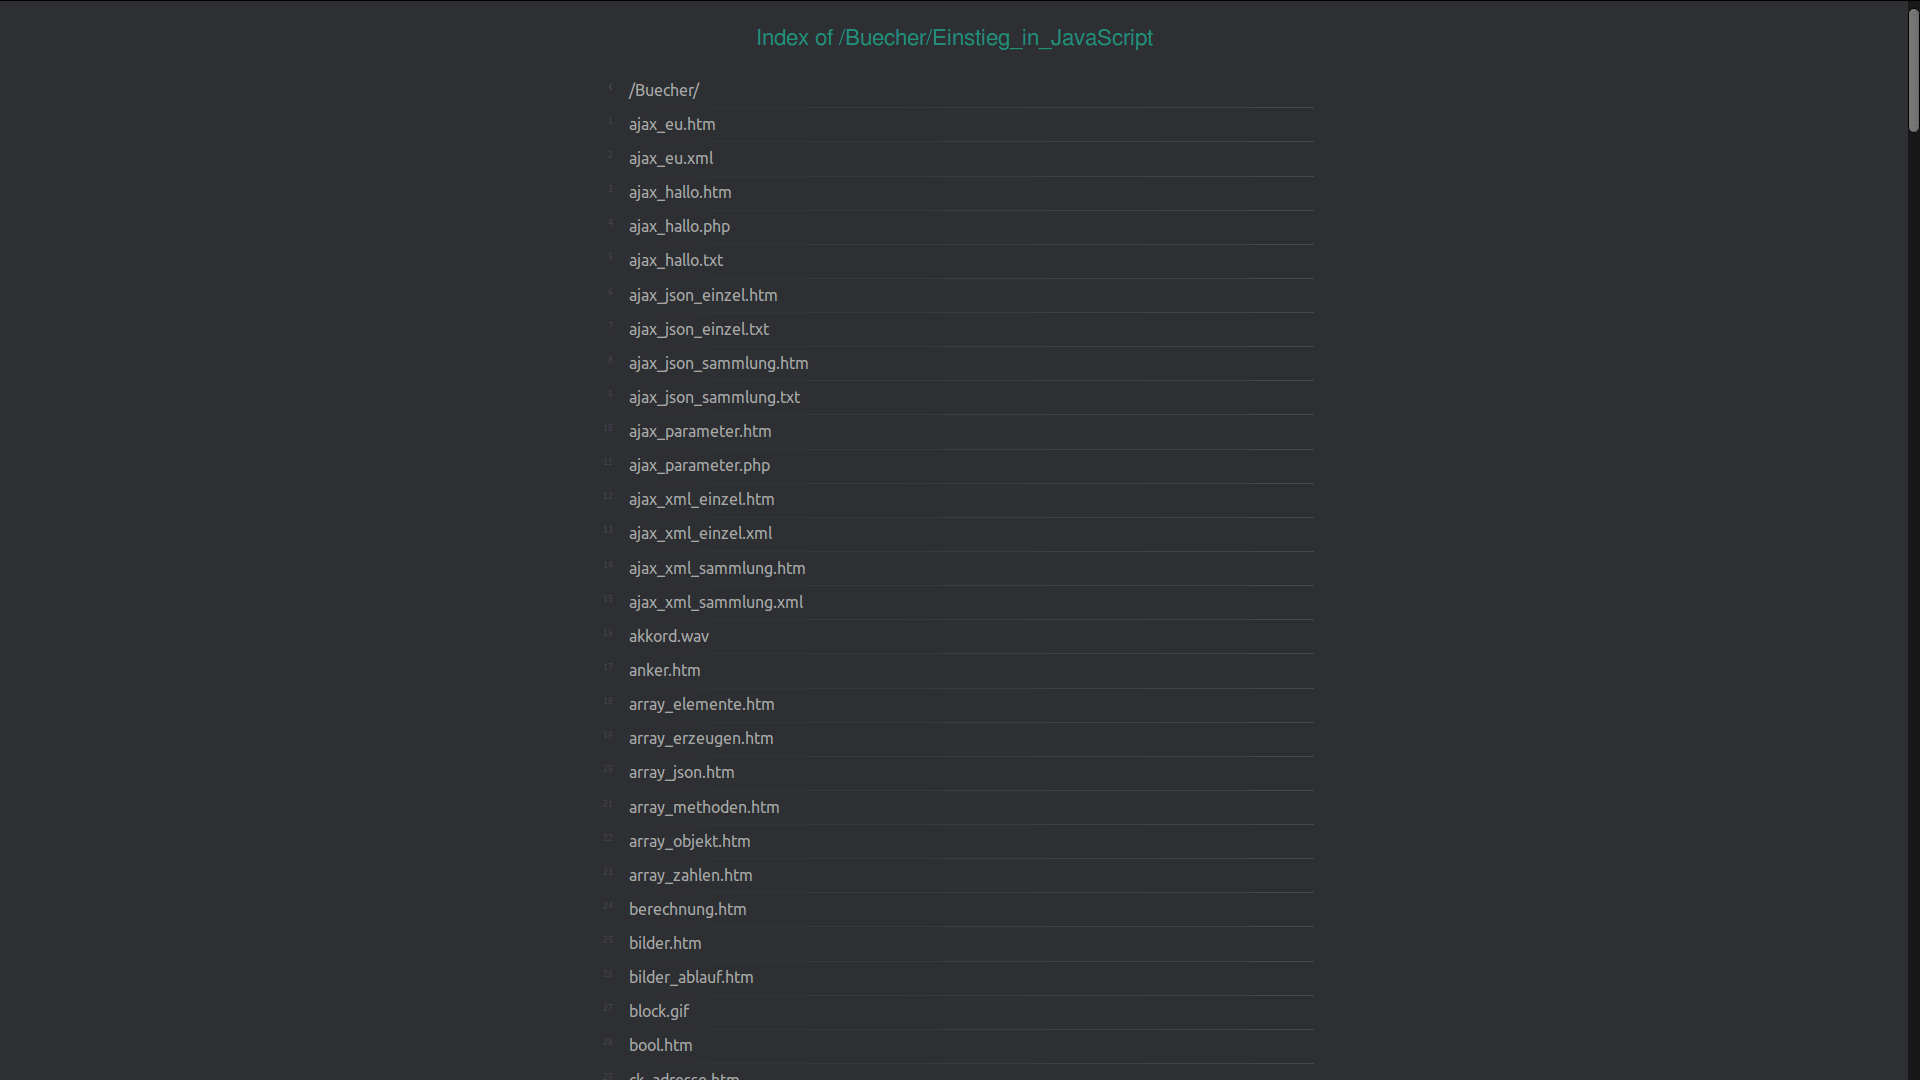 Index of /Buecher/Einstieg_in_JavaScript
/Buecher/
1 ajax_eu.htm
2 ajax_eu.xml
3 ajax_hallo.htm
4 ajax_hallo.php
5 ajax_hallo.txt
6 ajax_json_einzel.htm
7 ajax_json_einzel.txt
8 ajax_json_sammlung.htm
9 ajax_json_sammlung.txt
10 ajax_parameter.htm
11 ajax_parameter.php
12 ajax_xml_einzel.htm
13 ajax_xml_einzel.xml
14 ajax_xml_sammlung.htm
15 ajax_xml_sammlung.xml
16 akkord.wav
17 anker.htm
18 array_elemente.htm
19 array_erzeugen.htm
20 array_json.htm
21 array_methoden.htm
22 array_objekt.htm
23 array_zahlen.htm
24 berechnung.htm
25 bilder.htm
26 bilder_ablauf.htm
27 block.gif
28 bool.htm
29 ck_adresse.htm